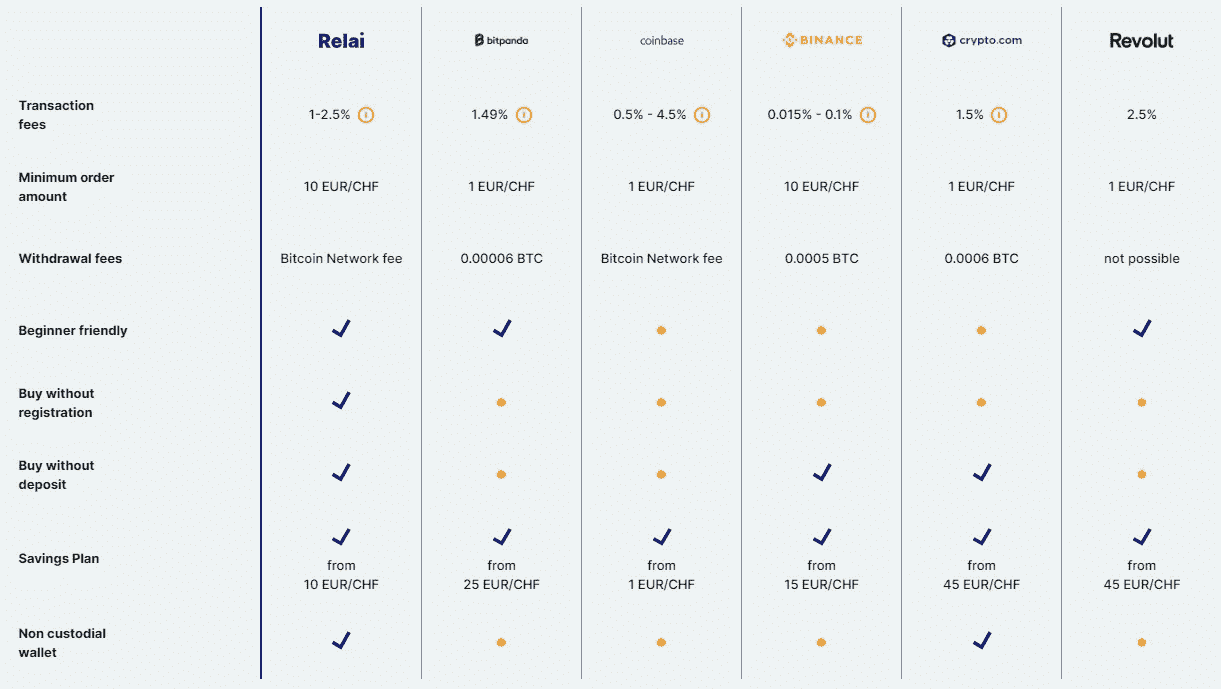 Relai bitpanda coinbase BINANCE crypto.com Revolut
Transaction
fees
1-2.5% 1.49% 0.5% - 4.5% 0.015% - 0.1% 1.5% 2.5%
Minimum order
amount
10 EUR/CHF 1 EUR/CHF 1 EUR/CHF 10 EUR/CHF 1 EUR/CHF 1 EUR/CHF
Withdrawal fees Bitcoin Network fee 0.00006 BTC Bitcoin Network fee 0.0005 BTC 0.0006 BTC not possible
Beginner friendly
Buy without
registration
Buy without
deposit
Savings Plan
from from from from from from
10 EUR/CHF 25 EUR/CHF 1 EUR/CHF 15 EUR/CHF 45 EUR/CHF 45 EUR/CHF
Non custodial
wallet